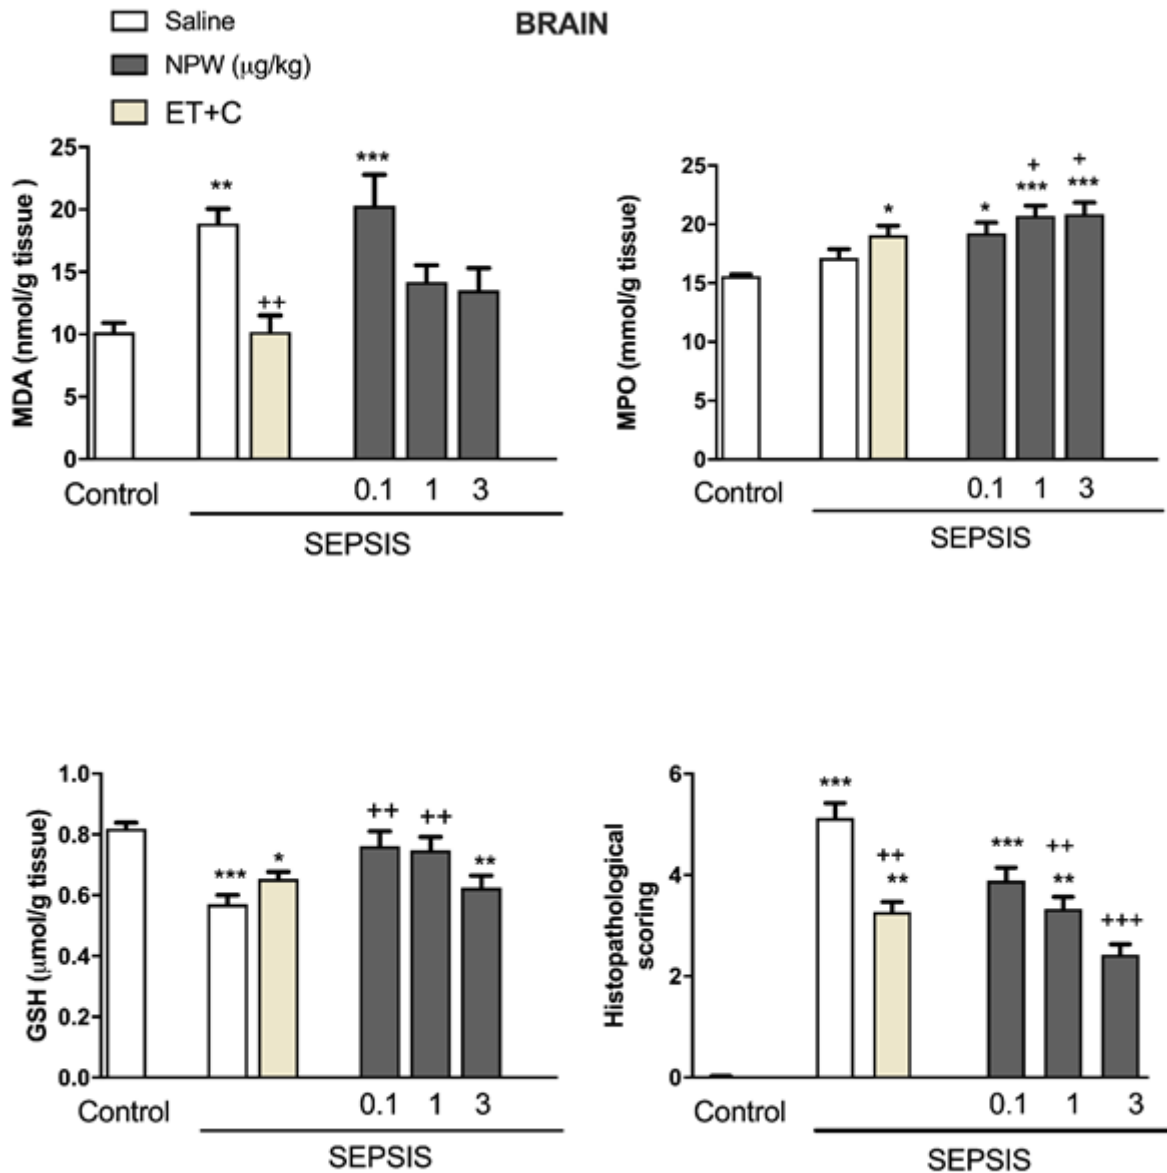 BRAIN
Saline
NPW (μg/kg)
ET+C
MDA (nmol/g tissue )
25
20
15
10
5
0
**
++
***
Control
0.1 1 3
SEPSIS
MPO (mmol/g tissue)
25
20
15
10
5
0
*
*
+
***
+
***
Control
0.1 1 3
SEPSIS
GSH (μmol/g tissue)
1.0
0.8
0.6
0.4
0.2
0.0
***
*
++
++
**
Control
0.1 1 3
SEPSIS
Histopathological
scoring
6
4
2
0
***
++
**
***
++
**
+++
Control
0.1 1 3
SEPSIS